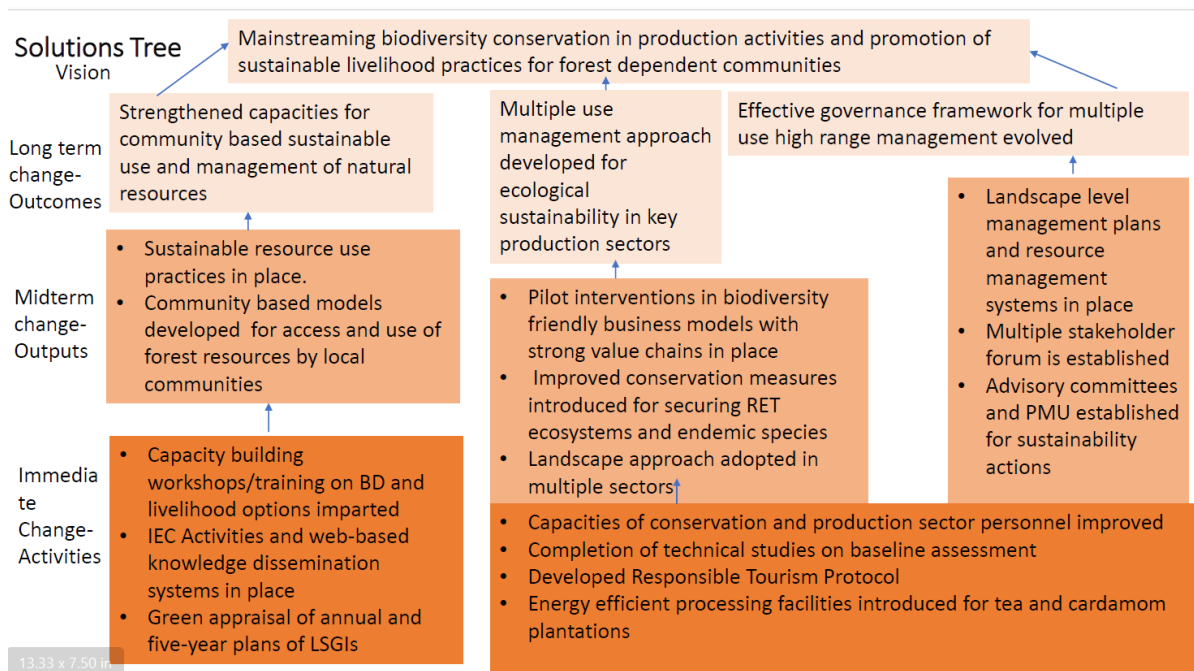 Solutions Tree
Vision
Mainstreaming biodiversity conservation in production activities and promotion of
sustainable livelihood practices for forest dependent communities
Long term
change-
Outcomes
Strengthened capacities for
community based sustainable
use and management of natural
resources
Multiple use
management approach
developed for
ecological
sustainability in key
production sectors
Effective governance framework for multiple
use high range management evolved
Midterm
change-
Outputs
• Sustainable resource use
practices in place.
• Community based models
developed for access and use of
forest resources by local
communities
• Pilot interventions in biodiversity
friendly business models with
strong value chains in place
• Improved conservation measures
introduced for securing RET
ecosystems and endemic species
• Landscape approach adopted in
multiple sectors
• Landscape level
management plans
and resource
management
systems in place
• Multiple stakeholder
forum is established
• Advisory committees
and PMU established
for sustainability
actions
Immedia
te
Change-
Activities
• Capacity building
workshops/training on BD and
livelihood options imparted
• IEC Activities and web-based
knowledge dissemination
systems in place
• Green appraisal of annual and
five-year plans of LSGIs
• Capacities of conservation and production sector personnel improved
• Completion of technical studies on baseline assessment
• Developed Responsible Tourism Protocol
• Energy efficient processing facilities introduced for tea and cardamom
plantations
13.33 x 7.50 in